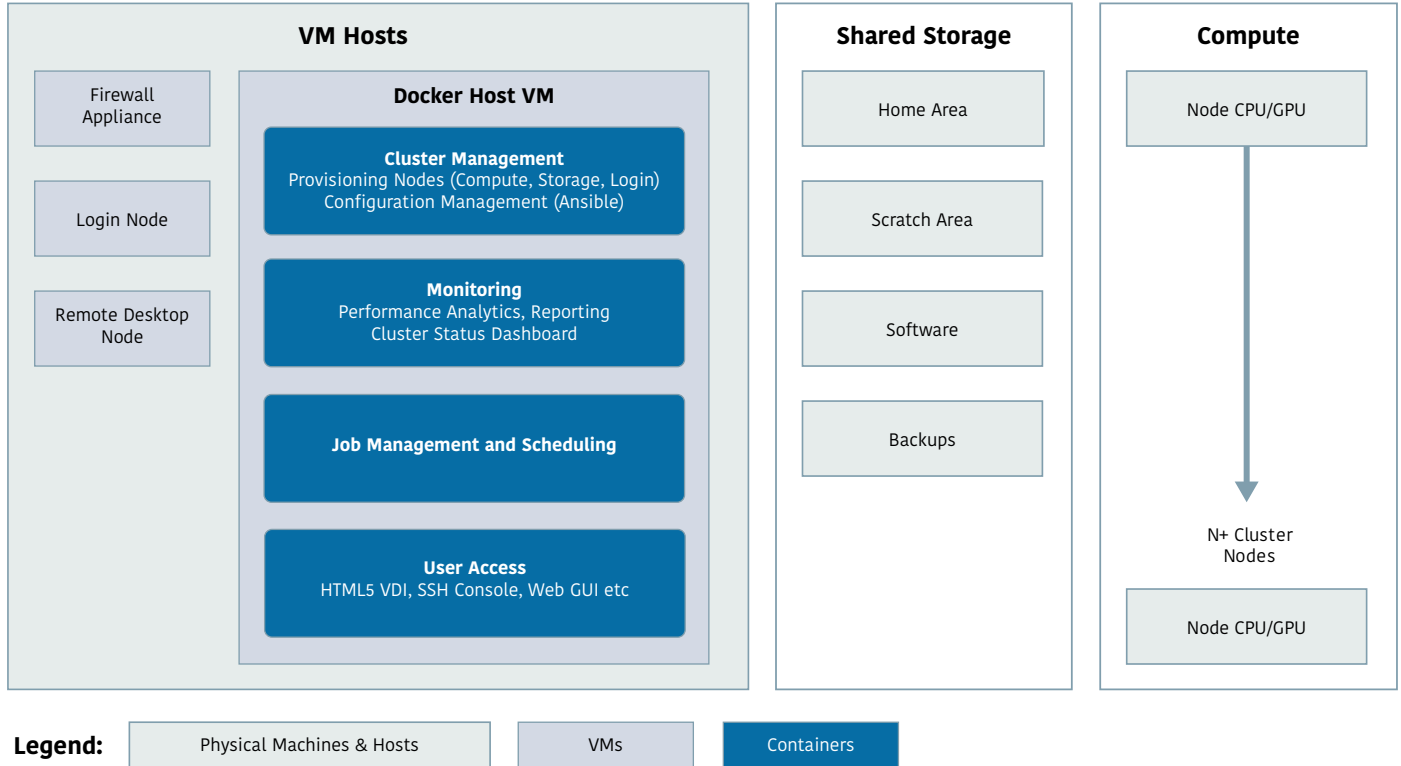 VM Hosts
Firewall
Appliance
Login Node
Remote Desktop
Node
Docker Host VM
Cluster Management
Provisioning Nodes (Compute, Storage, Login)
Configuration Management (Ansible)
Monitoring
Performance Analytics, Reporting
Cluster Status Dashboard
Job Management and Scheduling
User Access
HTML5 VDI, SSH Console, Web GUI etc
Shared Storage
Home Area
Scratch Area
Software
Backups
Compute
Node CPU/GPU
N+ Cluster
Nodes
Node CPU/GPU
Legend:
Physical Machines & Hosts
VMs
Containers